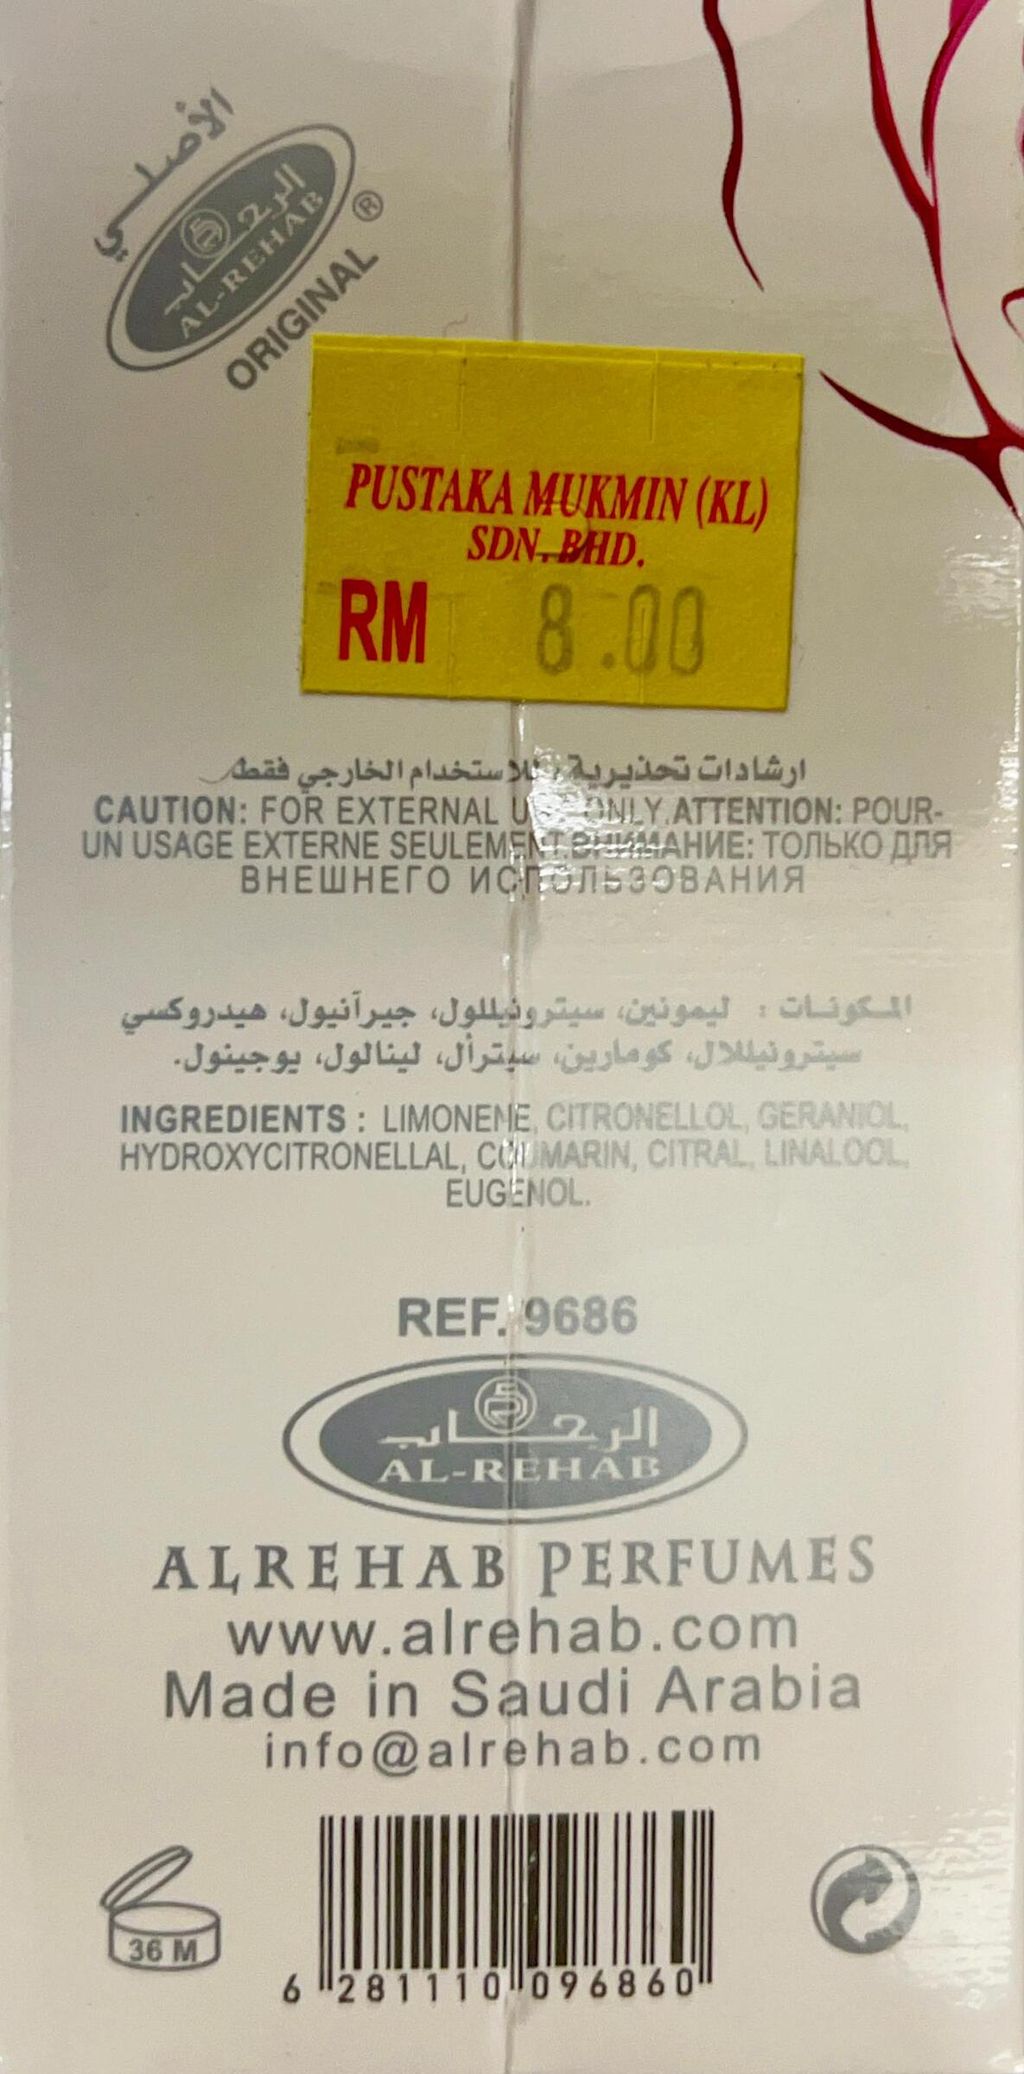 الأصلي
الرحاب
AL-REHAB
®
ORIGINAL
PUSTAKA MUKMIN (KL)
SDN. BHD.
RM 8.00
ارشادات تحذيرية للاستخدام الخارجي فقط
CAUTION: FOR EXTERNAL USE ONLY. ATTENTION: POUR-
UN USAGE EXTERNE SEULEMENT. ВНИМАНИЕ: ТОЛЬКО ДЛЯ
ВНЕШНЕГО ИСПОЛЬЗОВАНИЯ
المكونات : ليمونين، سيترونيللول، جيرآنيول، هيدروكسي
سيترونيللال، كومارين، سيترأل، لينالول، يوجينول.
INGREDIENTS : LIMONENE, CITRONELLOL, GERANIOL,
HYDROXYCITRONELLAL, COUMARIN, CITRAL, LINALOOL,
EUGENOL.
REF. 9686
الرحاب
AL-REHAB
ALREHAB PERFUMES
www.alrehab.com
Made in Saudi Arabia
info@alrehab.com
36 M
6 281110 096860